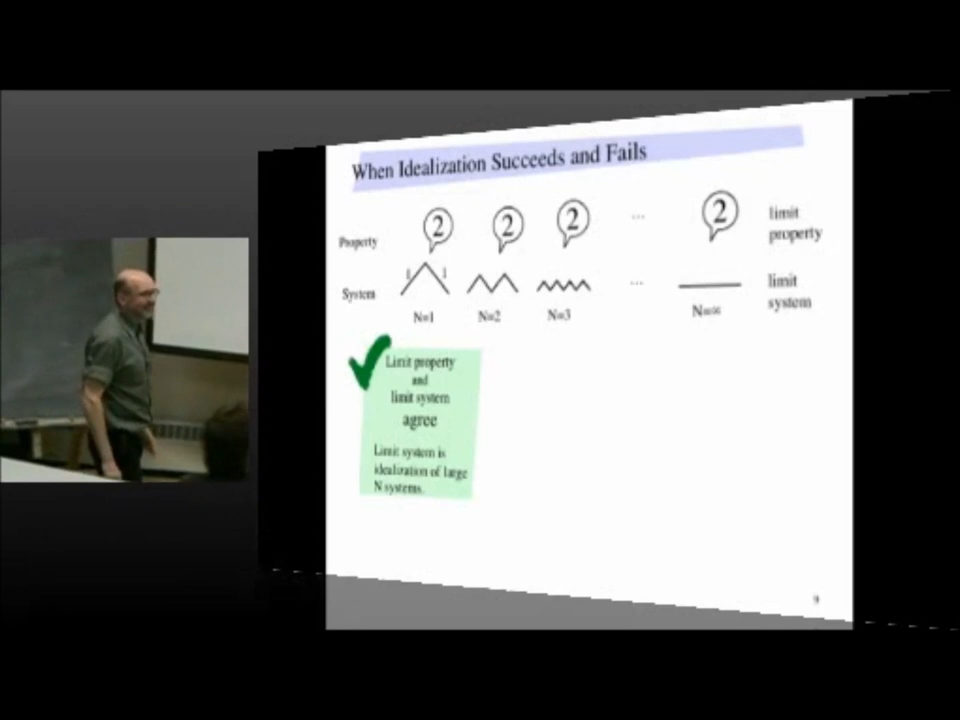 When Idealization Succeeds and Fails
Property 2 2 2 ... 2 limit property
System 1 1 ... limit system
N=1 N=2 N=3 N=∞
Limit property
and
limit system
agree
Limit system is
idealization of large
N systems.
9